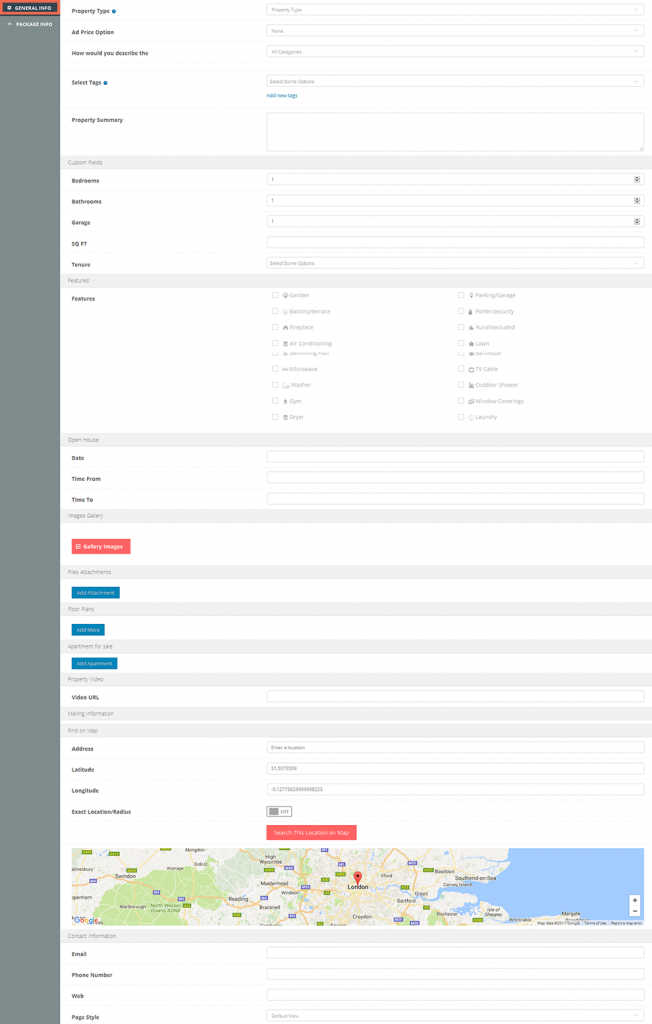 GENERAL INFO
PACKAGE INFO
Property Type
Property Type
Ad Price Option
None
How would you describe the
All Categories
Select Tags
Select Some Options
Add new tags
Property Summary
Custom Fields
Bedrooms
1
Bathrooms
1
Garage
1
SQ FT
Tenure
Select Some Options
Features
Features
Garden
Parking/Garage
Balcony/terrace
Porter/security
Fireplace
Rural/secluded
Air Conditioning
Lawn
Microwave
TV Cable
Washer
Outdoor Shower
Gym
Window Coverings
Dryer
Laundry
Open House
Date
Time From
Time To
Images Gallery
Gallery Images
Files Attachments
Add Attachment
Floor Plans
Add More
Apartment for sale
Add Apartment
Property Video
Video URL
Mailing Information
Find on Map
Address
Enter a location
Latitude
51.5073509
Longitude
-0.12775829999998223
Exact Location/Radius
OFF
Search This Location on Map
Abingdon
High Wycombe
Didcot
Wantage
Swindon
Maidenhead
Windsor
Reading
Bracknell
Marlborough
North Wessex Downs AONB
London
Ilford
Basildon
Southend-on-Sea
Canvey Island
Dartford
Grays
Croydon
Rochester
Isle of Sheppey
Whitstable
Margate
Google
Map data ©2017 Google
Terms of Use
Report a map error
Contact Information
Email
Phone Number
Web
Page Style
Default View